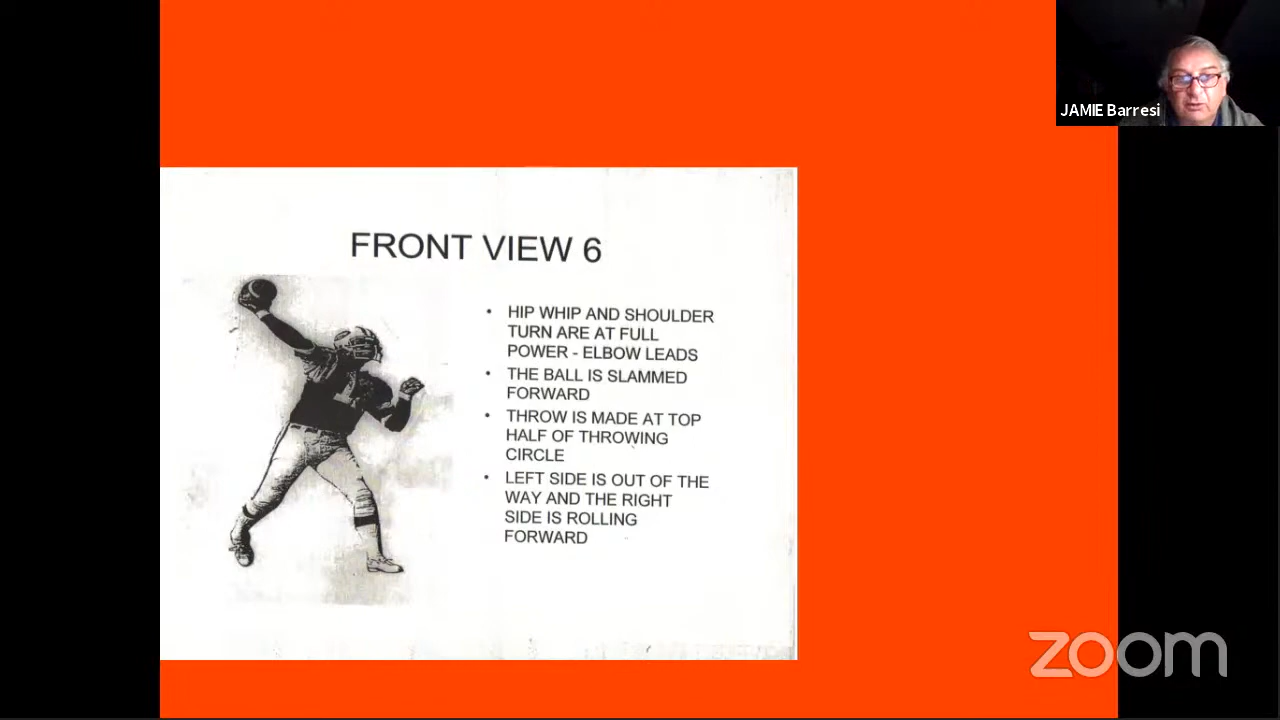 JAMIE Barresi
FRONT VIEW 6
• HIP WHIP AND SHOULDER
TURN ARE AT FULL
POWER - ELBOW LEADS
• THE BALL IS SLAMMED
FORWARD
• THROW IS MADE AT TOP
HALF OF THROWING
CIRCLE
• LEFT SIDE IS OUT OF THE
WAY AND THE RIGHT
SIDE IS ROLLING
FORWARD
zoom